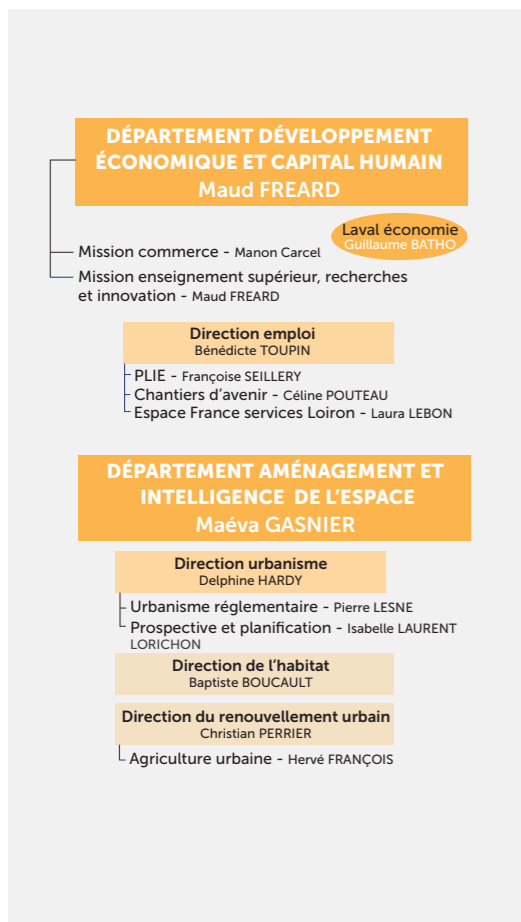 DÉPARTEMENT DÉVELOPPEMENT
ÉCONOMIQUE ET CAPITAL HUMAIN
Maud FREARD
Laval économie
Guillaume BATHO
Mission commerce - Manon Carcel
Mission enseignement supérieur, recherches
et innovation - Maud FREARD
Direction emploi
Bénédicte TOUPIN
PLIE - Françoise SEILLERY
Chantiers d'avenir - Céline POUTEAU
Espace France services Loiron - Laura LEBON
DÉPARTEMENT AMÉNAGEMENT ET
INTELLIGENCE DE L'ESPACE
Maéva GASNIER
Direction urbanisme
Delphine HARDY
Urbanisme réglementaire - Pierre LESNE
Prospective et planification - Isabelle LAURENT
LORICHON
Direction de l'habitat
Baptiste BOUCAULT
Direction du renouvellement urbain
Christian PERRIER
Agriculture urbaine - Hervé FRANÇOIS